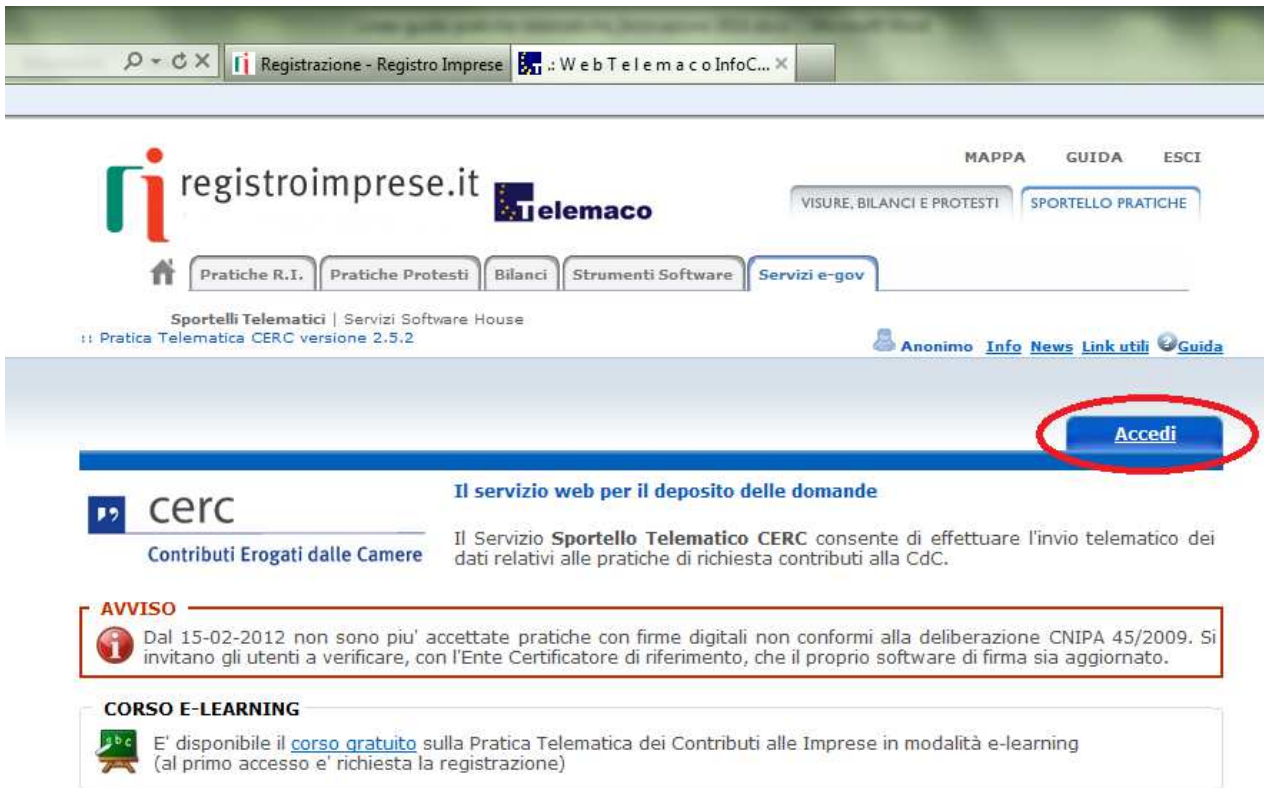 Registrazione - Registro Imprese
.: W e b T e l e m a c o InfoC...
registroimprese.it
Telemaco
MAPPA GUIDA ESCI
VISURE, BILANCI E PROTESTI SPORTELLO PRATICHE
Pratiche R.I. Pratiche Protesti Bilanci Strumenti Software Servizi e-gov
Sportelli Telematici | Servizi Software House
:: Pratica Telematica CERC versione 2.5.2
Anonimo Info News Link utili Guida
Accedi
cerc
Contributi Erogati dalle Camere
Il servizio web per il deposito delle domande
Il Servizio Sportello Telematico CERC consente di effettuare l'invio telematico dei
dati relativi alle pratiche di richiesta contributi alla CdC.
AVVISO
Dal 15-02-2012 non sono piu' accettate pratiche con firme digitali non conformi alla deliberazione CNIPA 45/2009. Si
invitano gli utenti a verificare, con l'Ente Certificatore di riferimento, che il proprio software di firma sia aggiornato.
CORSO E-LEARNING
E' disponibile il corso gratuito sulla Pratica Telematica dei Contributi alle Imprese in modalità e-learning
(al primo accesso e' richiesta la registrazione)